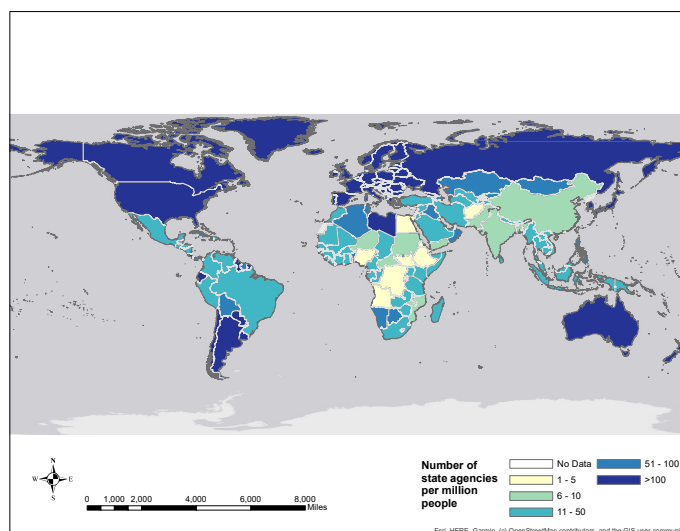 N
W E
S
0 1,000 2,000 4,000 6,000 8,000
Miles
Number of
state agencies
per million
people
No Data
1 - 5
6 - 10
11 - 50
51 - 100
>100
Esri, HERE, Garmin, (c) OpenStreetMap contributors, and the GIS user communi